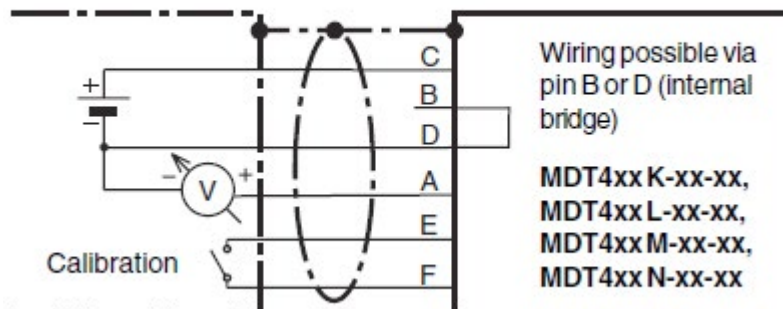 C
B
D
A
E
F
+
−
−
V
+
Calibration
Wiring possible via
pin B or D (internal
bridge)
MDT4xx K-xx-xx,
MDT4xx L-xx-xx,
MDT4xx M-xx-xx,
MDT4xx N-xx-xx